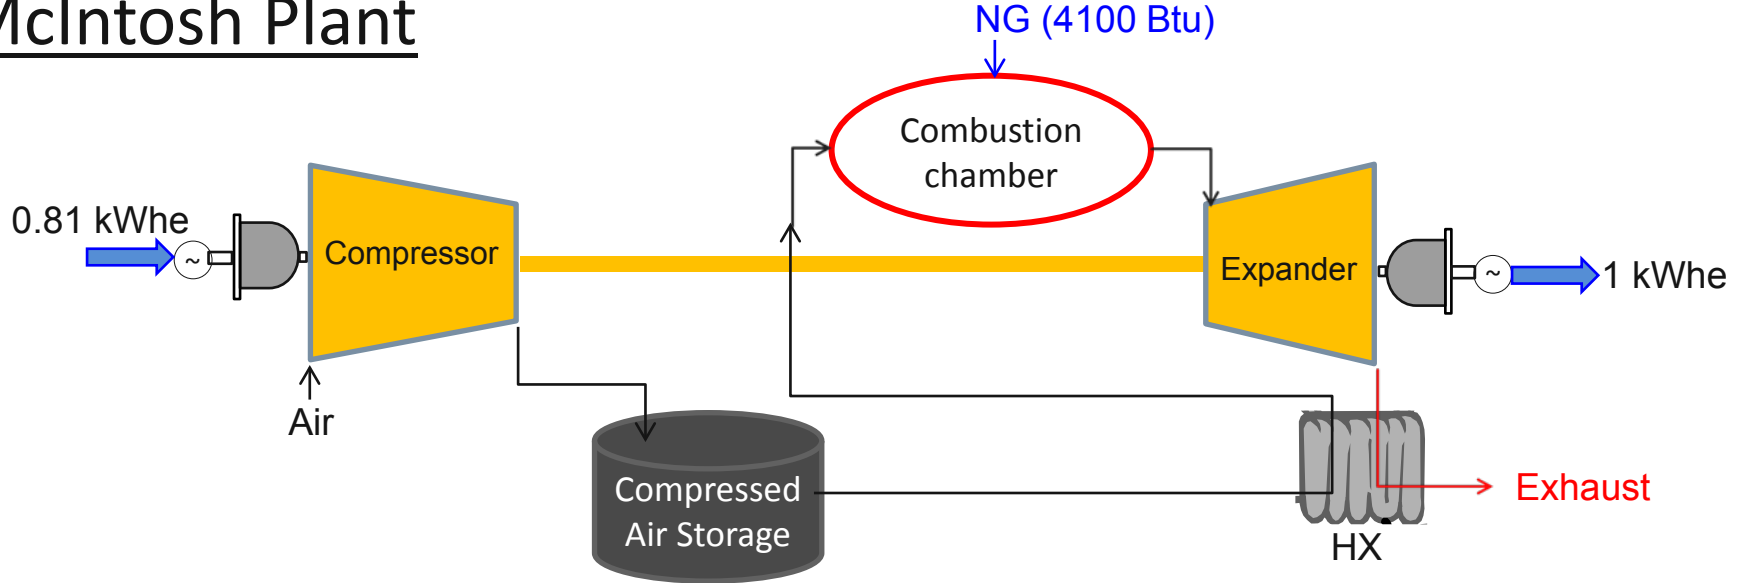 McIntosh Plant
NG (4100 Btu)
Combustion
chamber
0.81 kWhe
~
Compressor
Expander
~
1 kWhe
Air
Compressed
Air Storage
Exhaust
HX